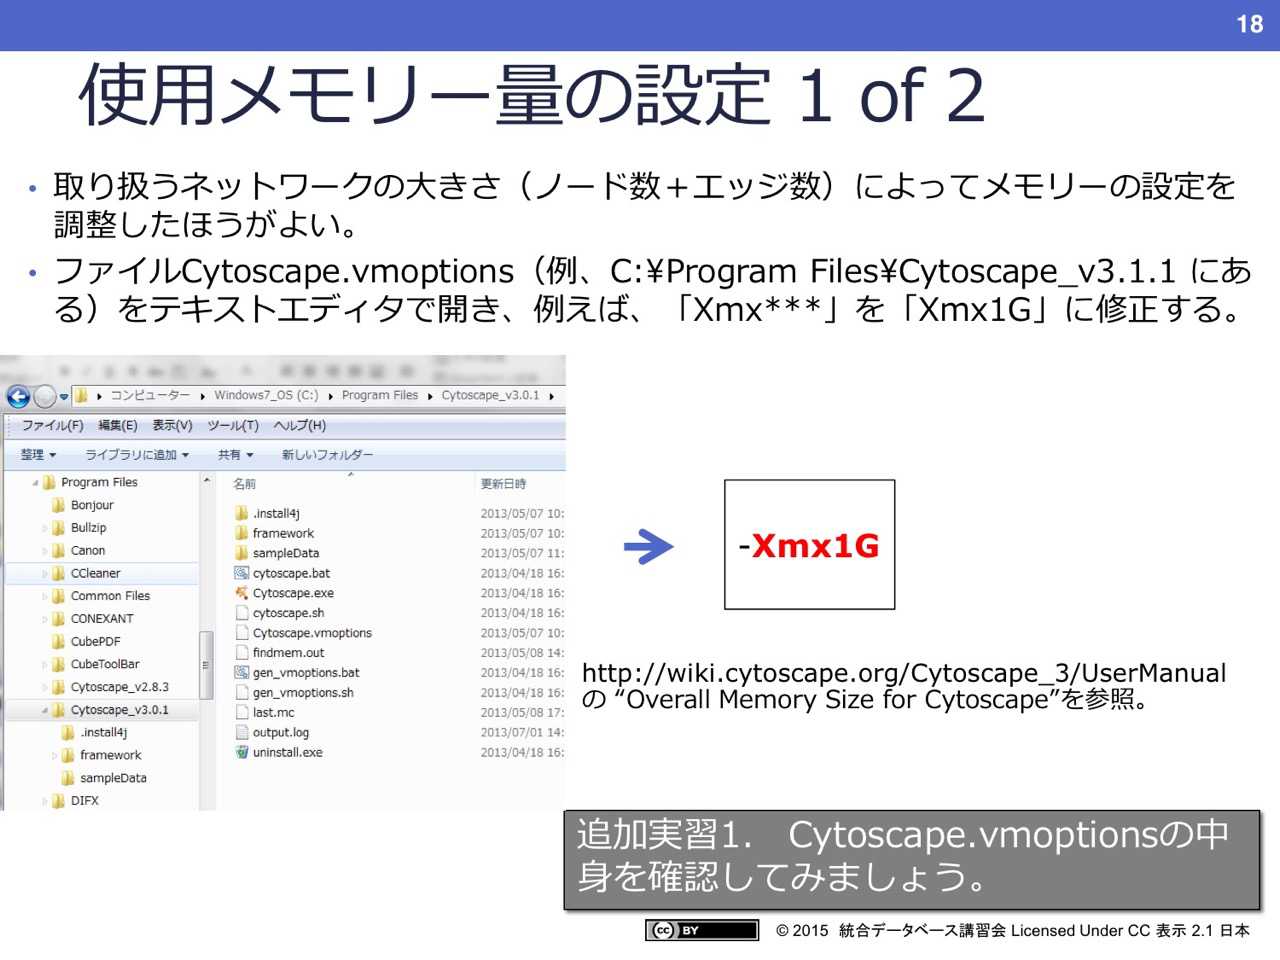 18
使用メモリー量の設定 1 of 2
• 取り扱うネットワークの大きさ（ノード数＋エッジ数）によってメモリーの設定を
調整したほうがよい。
• ファイルCytoscape.vmoptions（例、C:¥Program Files¥Cytoscape_v3.1.1 にあ
る）をテキストエディタで開き、例えば、「Xmx***」を「Xmx1G」に修正する。
コンピューター ▸ Windows7_OS (C:) ▸ Program Files ▸ Cytoscape_v3.0.1 ▸
ファイル(F) 編集(E) 表示(V) ツール(T) ヘルプ(H)
整理 ▼ ライブラリに追加 ▼ 共有 ▼ 新しいフォルダー
Program Files
Bonjour
Bullzip
Canon
CCleaner
Common Files
CONEXANT
CubePDF
CubeToolBar
Cytoscape_v2.8.3
Cytoscape_v3.0.1
.install4j
framework
sampleData
DIFX
名前 更新日時
.install4j 2013/05/07 10:
framework 2013/05/07 10:
sampleData 2013/05/07 11:
cytoscape.bat 2013/04/18 16:
Cytoscape.exe 2013/04/18 16:
cytoscape.sh 2013/04/18 16:
Cytoscape.vmoptions 2013/05/07 10:
findmem.out 2013/05/08 14:
gen_vmoptions.bat 2013/04/18 16:
gen_vmoptions.sh 2013/04/18 16:
last.mc 2013/05/08 17:
output.log 2013/07/01 14:
uninstall.exe 2013/04/18 16:
-Xmx1G
http://wiki.cytoscape.org/Cytoscape_3/UserManual
の “Overall Memory Size for Cytoscape”を参照。
追加実習1. Cytoscape.vmoptionsの中
身を確認してみましょう。
cc BY © 2015 統合データベース講習会 Licensed Under CC 表示 2.1 日本